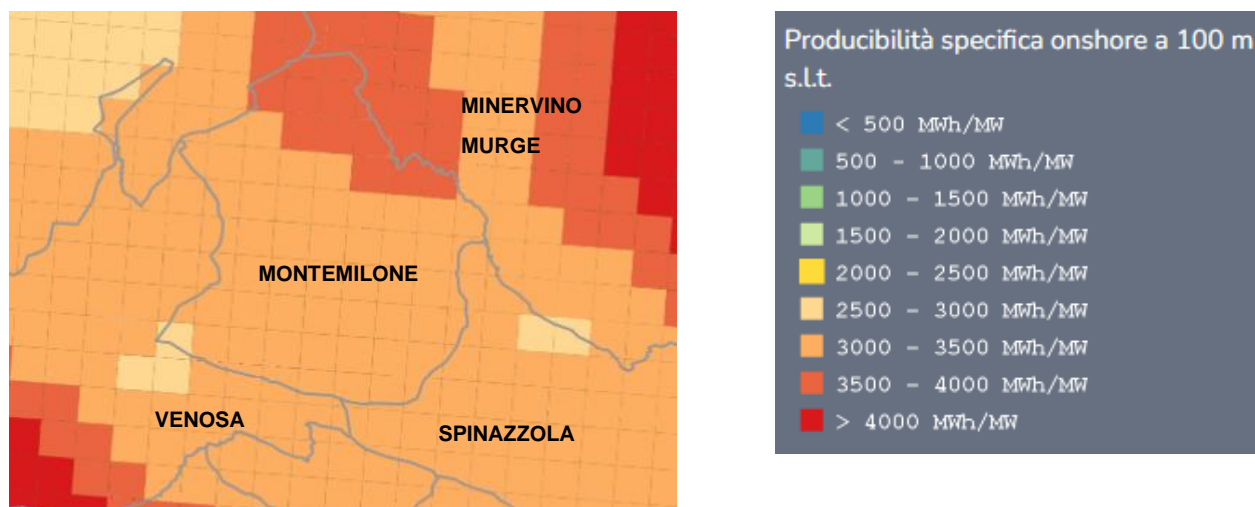 MINERVINO
MURGE
MONTEMILONE
VENOSA
SPINAZZOLA
Producibilità specifica onshore a 100 m
s.l.t.
< 500 MWh/MW
500 - 1000 MWh/MW
1000 - 1500 MWh/MW
1500 - 2000 MWh/MW
2000 - 2500 MWh/MW
2500 - 3000 MWh/MW
3000 - 3500 MWh/MW
3500 - 4000 MWh/MW
> 4000 MWh/MW